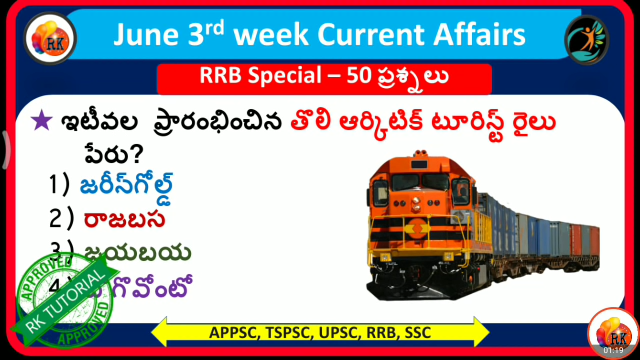 RK
June 3rd week Current Affairs
RRB Special – 50 ప్రశ్నలు
★ ఇటీవల ప్రారంభించిన తొలి ఆర్కిటిక్ టూరిస్ట్ రైలు
పేరు?
1) జరీస్‌గోల్డ్
2) రాజబస
3) జయబయ
4)
APPROVED
RK TUTORIAL
APPROVED
APPSC, TSPSC, UPSC, RRB, SSC
RK
01:19